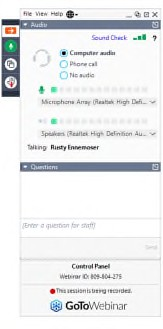 File View Help
Audio
Sound Check ?
Computer audio
Phone call
No audio
Microphone Array (Realtek High Defi...
Speakers (Realtek High Definition Au...
Talking: Rusty Ennemoser
Questions
[Enter a question for staff]
Send
Control Panel
Webinar ID: 809-804-275
This session is being recorded.
GoToWebinar